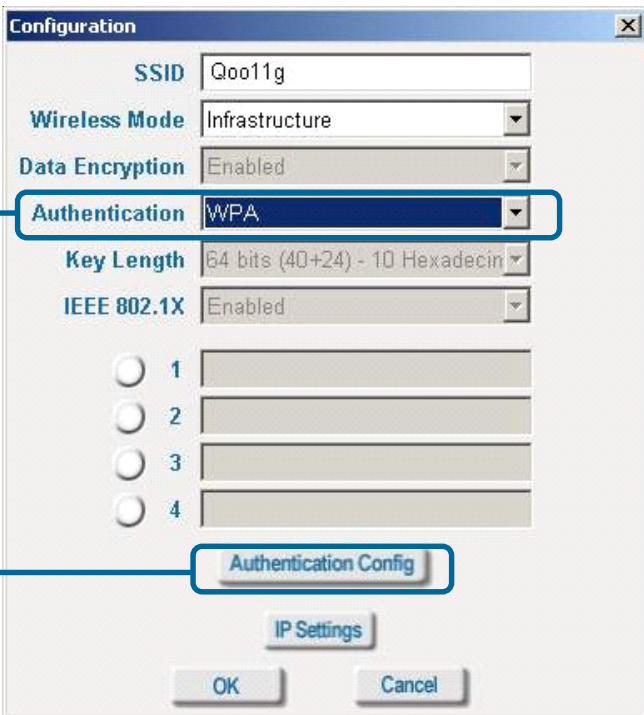 Configuration
SSID Qoo11g
Wireless Mode Infrastructure
Data Encryption Enabled
Authentication WPA
Key Length 64 bits (40+24) - 10 Hexadecin
IEEE 802.1X Enabled
1
2
3
4
Authentication Config
IP Settings
OK Cancel